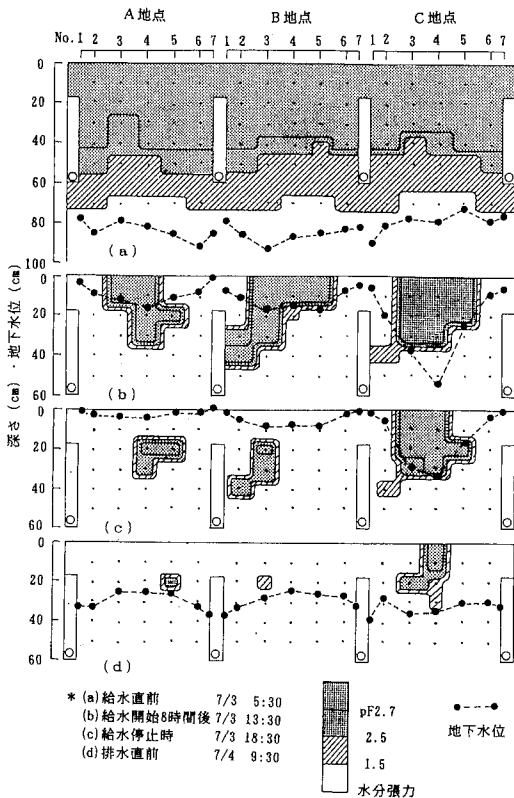 A地点 B地点 C地点
No. 1 2 3 4 5 6 7 1 2 3 4 5 6 7 1 2 3 4 5 6 7
0
20
40
60
80
100
(a)
0
20
40
60
(b)
0
20
40
60
(c)
0
20
40
60
(d)
深さ(cm)・地下水位(cm)
* (a)給水直前 7/3 5:30
(b)給水開始8時間後 7/3 13:30
(c)給水停止時 7/3 18:30
(d)排水直前 7/4 9:30
pF2.7
2.5
1.5
水分張力
地下水位